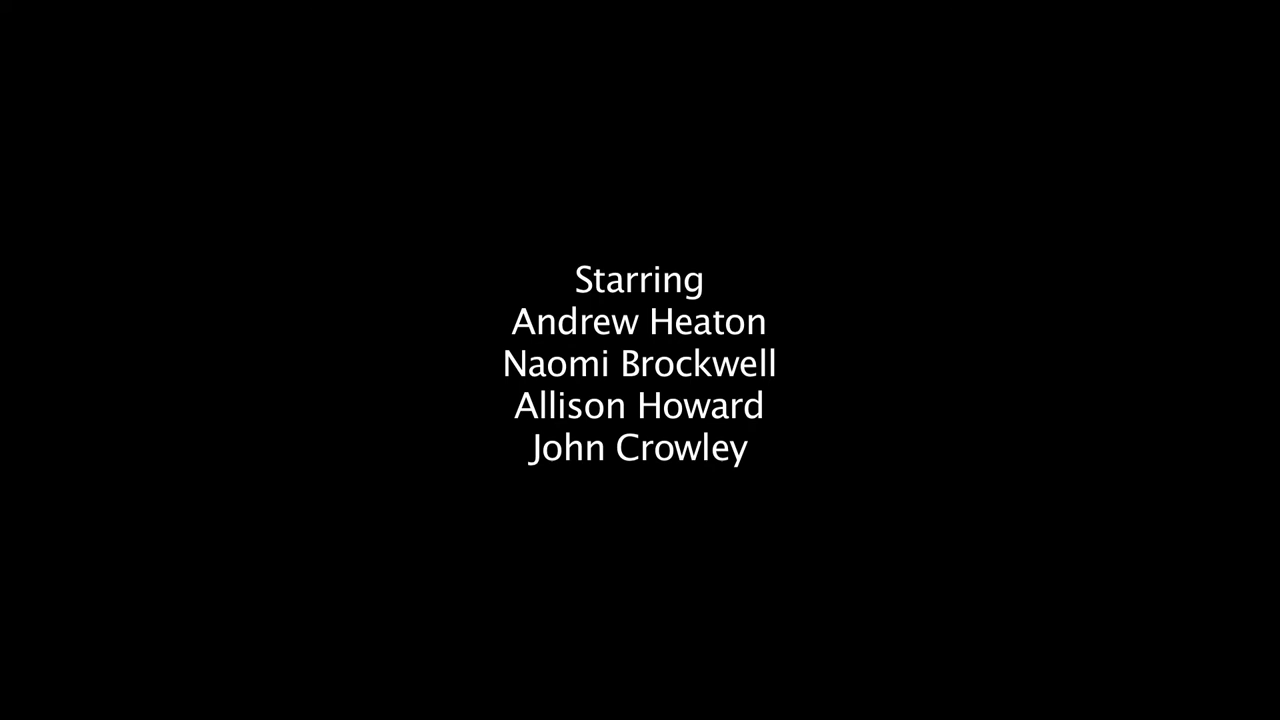 Starring
Andrew Heaton
Naomi Brockwell
Allison Howard
John Crowley